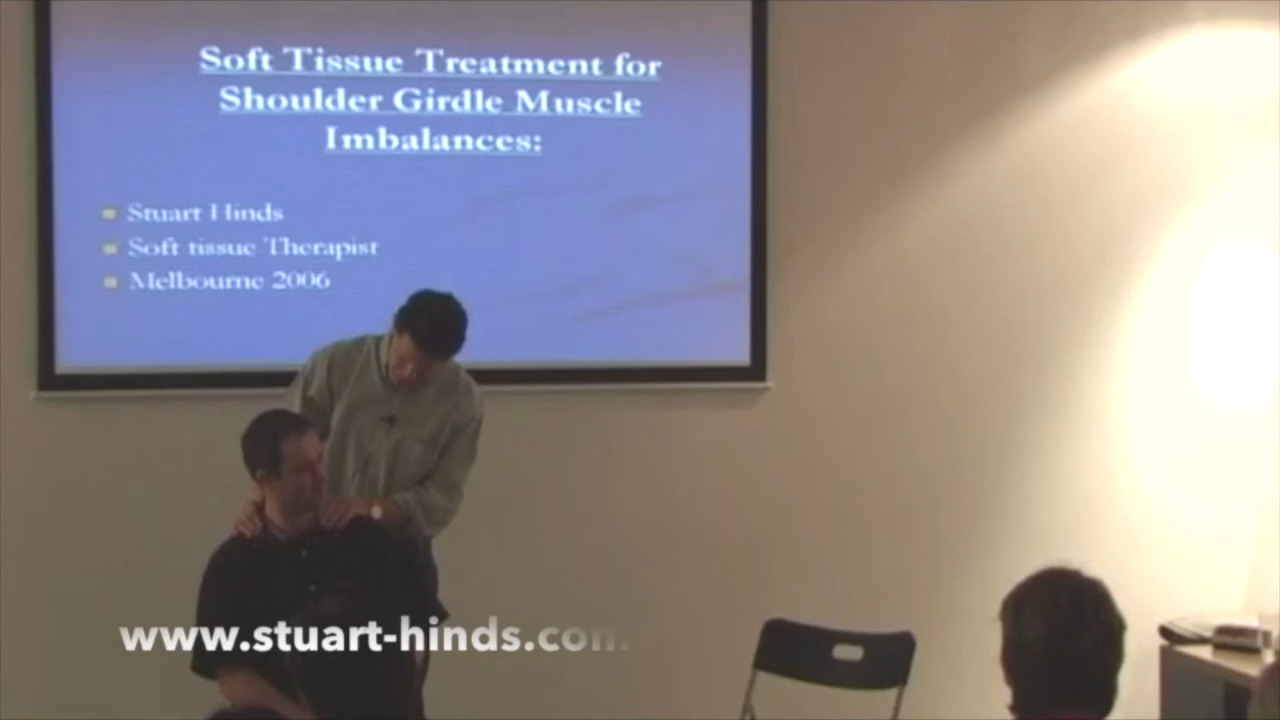 Soft Tissue Treatment for
Shoulder Girdle Muscle
Imbalances:
Stuart Hinds
Soft tissue Therapist
Melbourne 2006
www.stuart-hinds.com